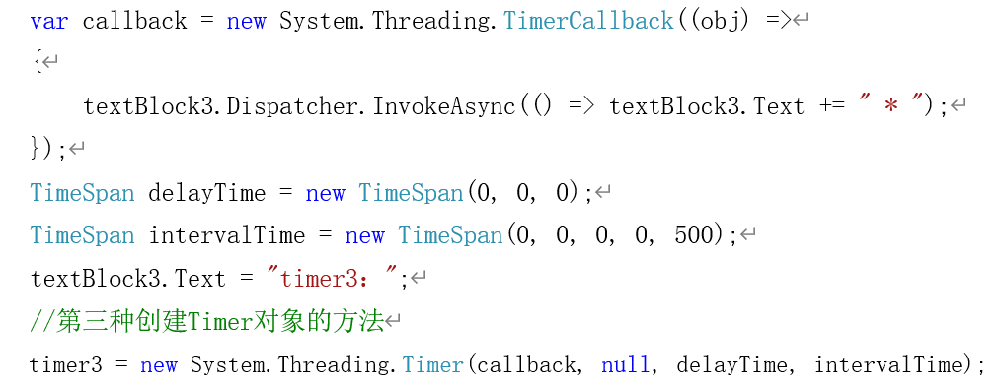 var callback = new System.Threading.TimerCallback((obj) =>↵
{↵
    textBlock3.Dispatcher.InvokeAsync(() => textBlock3.Text += " * ");↵
});↵
TimeSpan delayTime = new TimeSpan(0, 0, 0);↵
TimeSpan intervalTime = new TimeSpan(0, 0, 0, 0, 500);↵
textBlock3.Text = "timer3：";↵
//第三种创建Timer对象的方法↵
timer3 = new System.Threading.Timer(callback, null, delayTime, intervalTime);